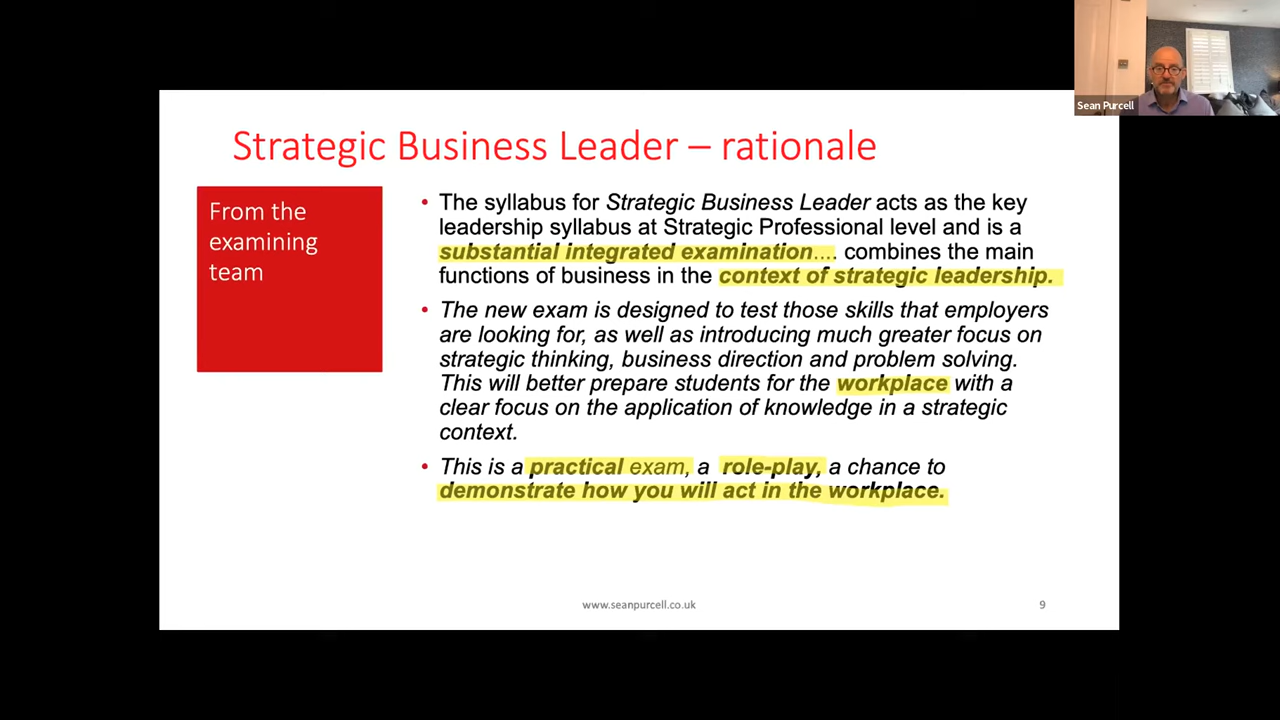 Sean Purcell
Strategic Business Leader – rationale
From the
examining
team
• The syllabus for Strategic Business Leader acts as the key
leadership syllabus at Strategic Professional level and is a
substantial integrated examination.... combines the main
functions of business in the context of strategic leadership.
• The new exam is designed to test those skills that employers
are looking for, as well as introducing much greater focus on
strategic thinking, business direction and problem solving.
This will better prepare students for the workplace with a
clear focus on the application of knowledge in a strategic
context.
• This is a practical exam, a role-play, a chance to
demonstrate how you will act in the workplace.
www.seanpurcell.co.uk
9